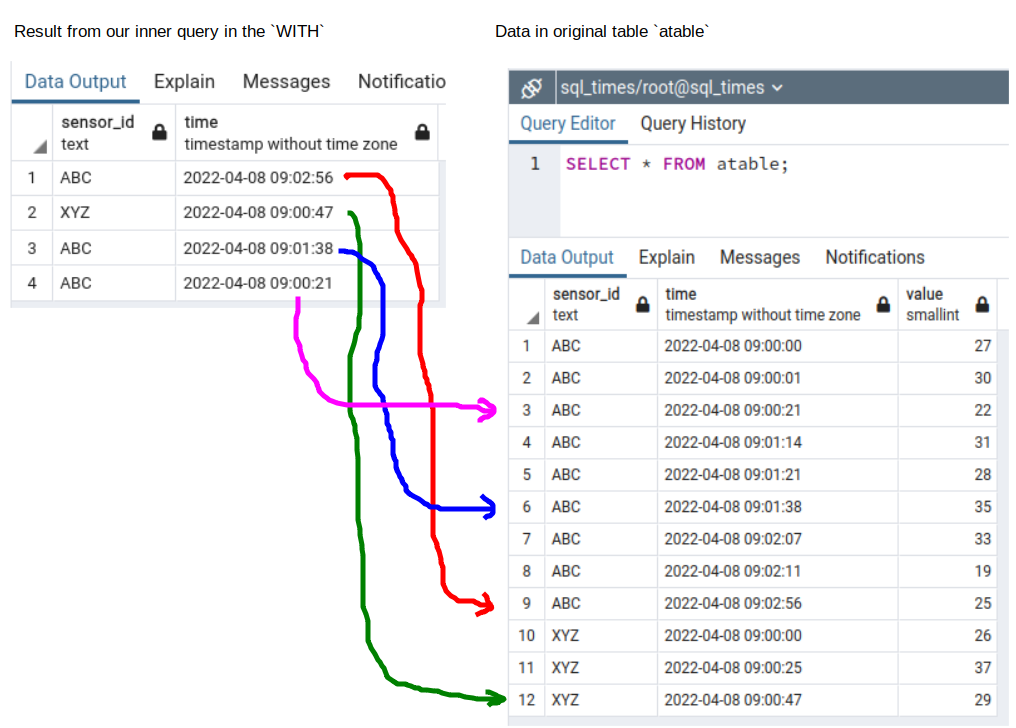 Result from our inner query in the `WITH`
Data Output Explain Messages Notificatio
sensor_id time
text timestamp without time zone
1 ABC 2022-04-08 09:02:56
2 XYZ 2022-04-08 09:00:47
3 ABC 2022-04-08 09:01:38
4 ABC 2022-04-08 09:00:21
Data in original table `atable`
sql_times/root@sql_times
Query Editor Query History
1 SELECT * FROM atable;
Data Output Explain Messages Notifications
sensor_id time value
text timestamp without time zone smallint
1 ABC 2022-04-08 09:00:00 27
2 ABC 2022-04-08 09:00:01 30
3 ABC 2022-04-08 09:00:21 22
4 ABC 2022-04-08 09:01:14 31
5 ABC 2022-04-08 09:01:21 28
6 ABC 2022-04-08 09:01:38 35
7 ABC 2022-04-08 09:02:07 33
8 ABC 2022-04-08 09:02:11 19
9 ABC 2022-04-08 09:02:56 25
10 XYZ 2022-04-08 09:00:00 26
11 XYZ 2022-04-08 09:00:25 37
12 XYZ 2022-04-08 09:00:47 29